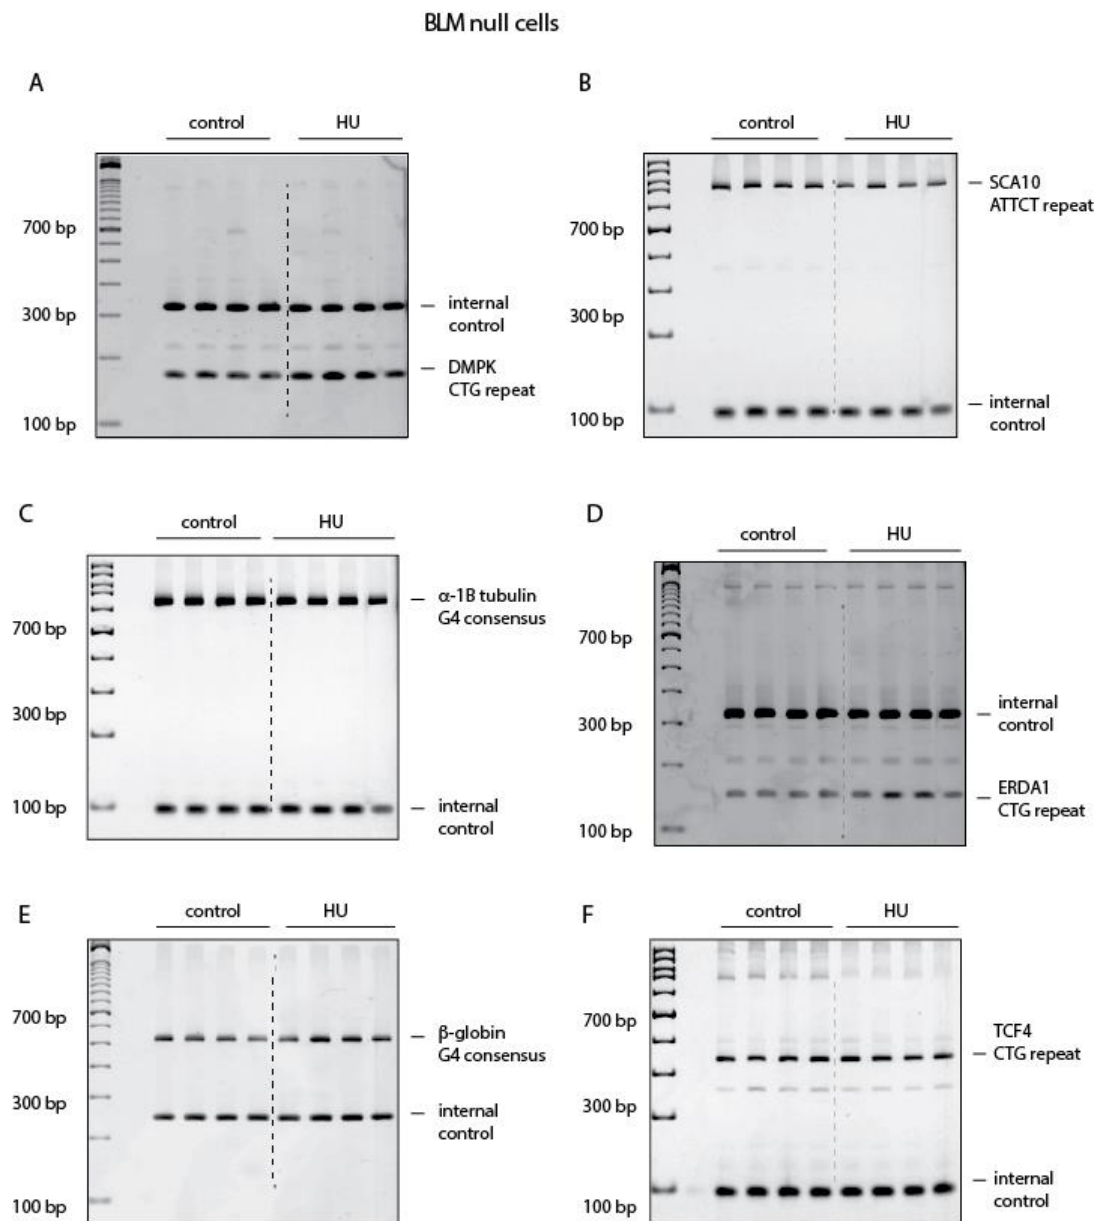 BLM null cells
A
control
HU
700 bp
300 bp
100 bp
internal
control
DMPK
CTG repeat
B
control
HU
700 bp
300 bp
100 bp
SCA10
ATTCT repeat
internal
control
C
control
HU
700 bp
300 bp
100 bp
α-1B tubulin
G4 consensus
internal
control
D
control
HU
700 bp
300 bp
100 bp
internal
control
ERDA1
CTG repeat
E
control
HU
700 bp
300 bp
100 bp
β-globin
G4 consensus
internal
control
F
control
HU
700 bp
300 bp
100 bp
TCF4
CTG repeat
internal
control